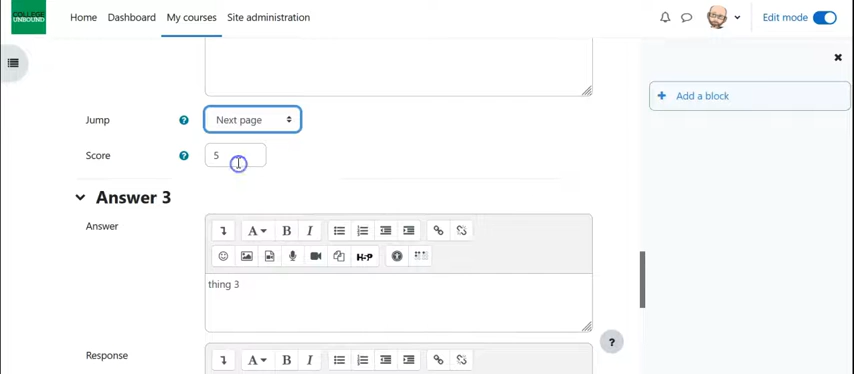 COLLEGE
UNBOUND
Home Dashboard My courses Site administration
Edit mode
+ Add a block
Jump ? Next page
Score ? 5
Answer 3
Answer
A B I
H-P
thing 3
?
Response
A B I